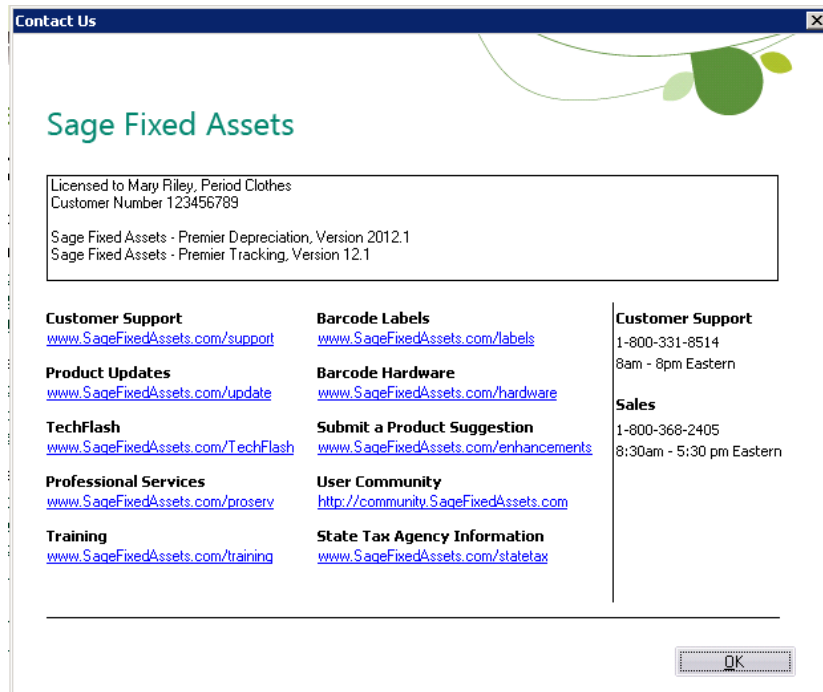 Contact Us
Sage Fixed Assets
Licensed to Mary Riley, Period Clothes
Customer Number 123456789
Sage Fixed Assets - Premier Depreciation, Version 2012.1
Sage Fixed Assets - Premier Tracking, Version 12.1
Customer Support
www.SageFixedAssets.com/support
Product Updates
www.SageFixedAssets.com/update
TechFlash
www.SageFixedAssets.com/TechFlash
Professional Services
www.SageFixedAssets.com/proserv
Training
www.SageFixedAssets.com/training
Barcode Labels
www.SageFixedAssets.com/labels
Barcode Hardware
www.SageFixedAssets.com/hardware
Submit a Product Suggestion
www.SageFixedAssets.com/enhancements
User Community
http://community.SageFixedAssets.com
State Tax Agency Information
www.SageFixedAssets.com/statetax
Customer Support
1-800-331-8514
8am - 8pm Eastern
Sales
1-800-368-2405
8:30am - 5:30 pm Eastern
OK